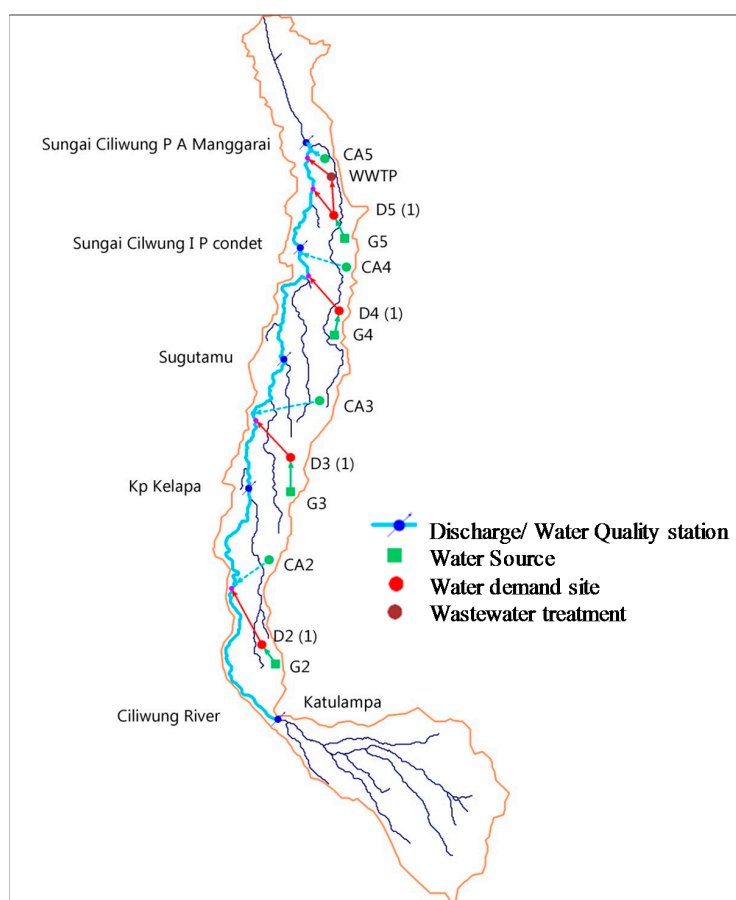 Sungai Ciliwung P A Manggarai
CA5
WWTP
D5 (1)
G5
Sungai Cilwung I P condet
CA4
D4 (1)
G4
Sugutamu
CA3
D3 (1)
Kp Kelapa
G3
Discharge/ Water Quality station
Water Source
CA2
Water demand site
Wastewater treatment
D2 (1)
G2
Katulampa
Ciliwung River